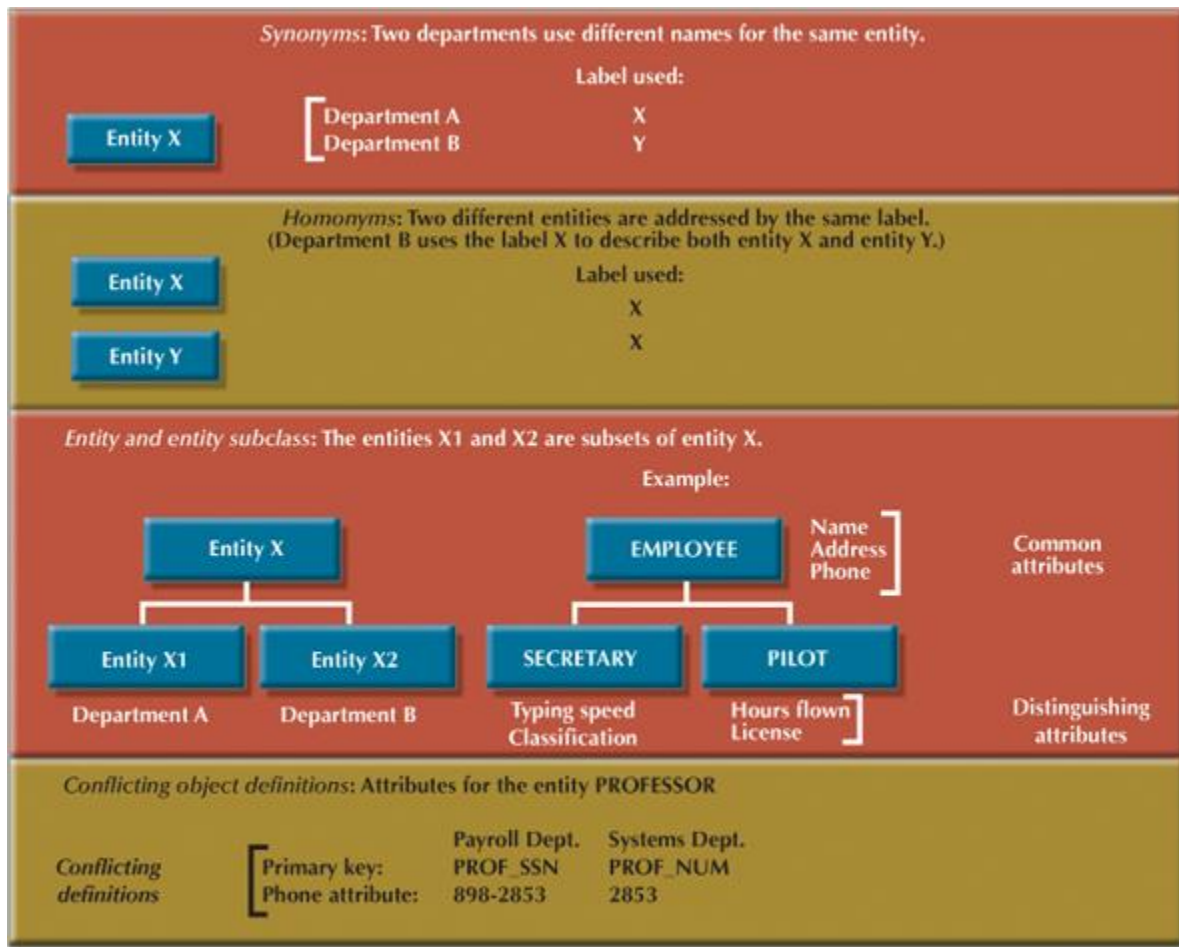 Synonyms: Two departments use different names for the same entity.
Label used:
Entity X
Department A X
Department B Y
Homonyms: Two different entities are addressed by the same label.
(Department B uses the label X to describe both entity X and entity Y.)
Entity X
Label used:
X
Entity Y
X
Entity and entity subclass: The entities X1 and X2 are subsets of entity X.
Example:
Entity X
EMPLOYEE
Name
Address
Phone
Common
attributes
Entity X1
Entity X2
SECRETARY
PILOT
Department A
Department B
Typing speed
Classification
Hours flown
License
Distinguishing
attributes
Conflicting object definitions: Attributes for the entity PROFESSOR
Payroll Dept. Systems Dept.
Conflicting
definitions
Primary key: PROF_SSN PROF_NUM
Phone attribute: 898-2853 2853